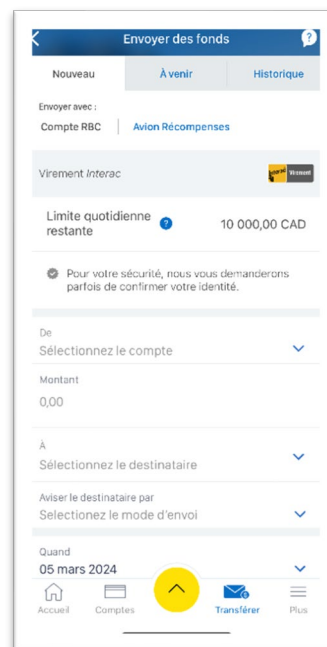 Envoyer des fonds
?
Nouveau
À venir
Historique
Envoyer avec :
Compte RBC
Avion Récompenses
Virement Interac
Interac Virement
Limite quotidienne
restante
?
10 000,00 CAD
Pour votre sécurité, nous vous demanderons
parfois de confirmer votre identité.
De
Sélectionnez le compte
Montant
0,00
À
Sélectionnez le destinataire
Aviser le destinataire par
Selectionez le mode d'envoi
Quand
05 mars 2024
Accueil
Comptes
Transférer
Plus